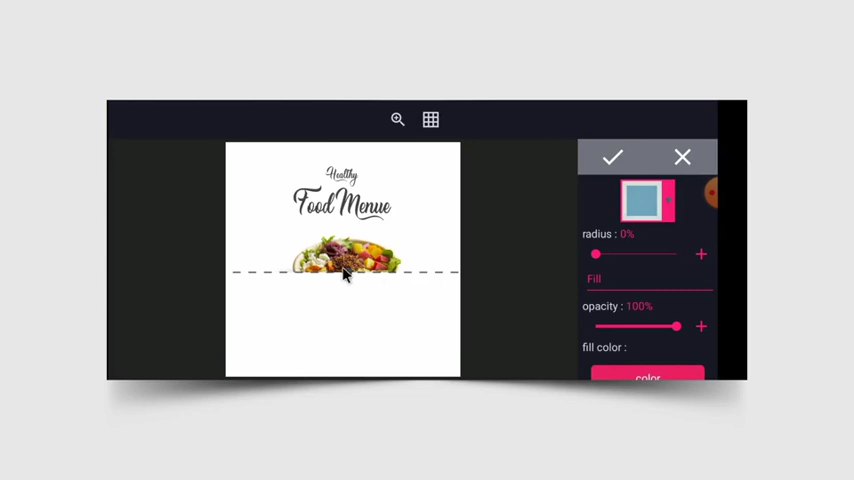 Healthy
Food Menue
radius : 0%
Fill
opacity : 100%
fill color :
color